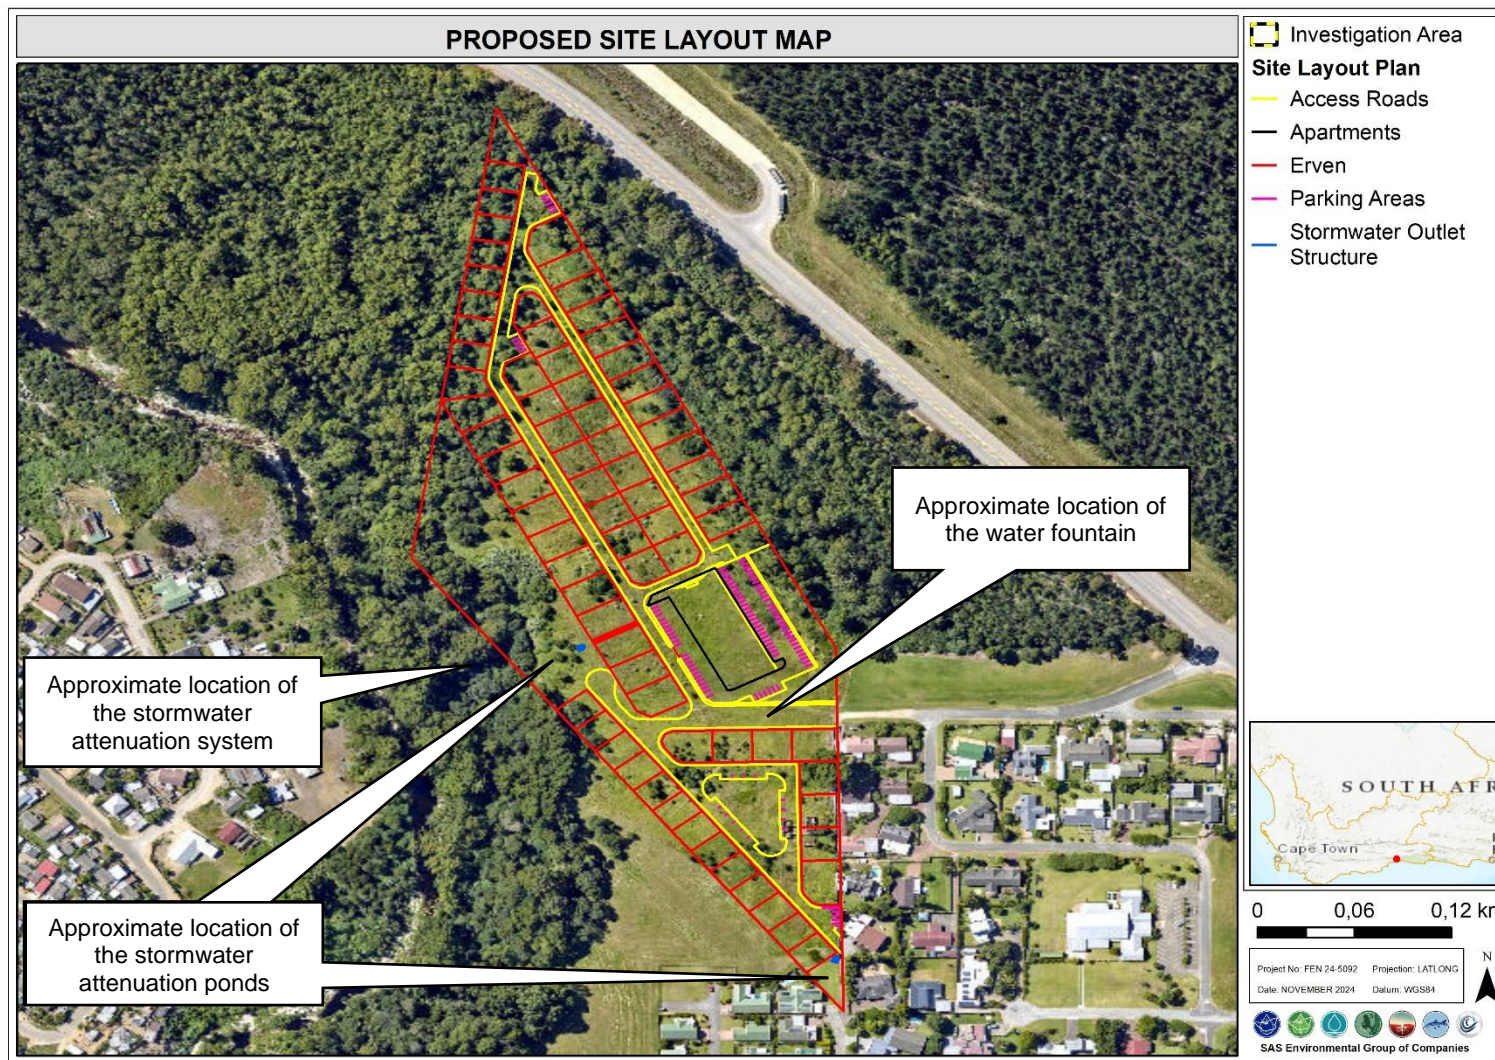 PROPOSED SITE LAYOUT MAP
Investigation Area
Site Layout Plan
Access Roads
Apartments
Erven
Parking Areas
Stormwater Outlet
Structure
Approximate location of
the water fountain
Approximate location of
the stormwater
attenuation system
Approximate location of
the stormwater
attenuation ponds
SOUTH AFR
Cape Town
0 0,06 0,12 km
Project No: FEN 24-5092 Projection: LATLONG
Date: NOVEMBER 2024 Datum: WGS84
N
SAS Environmental Group of Companies